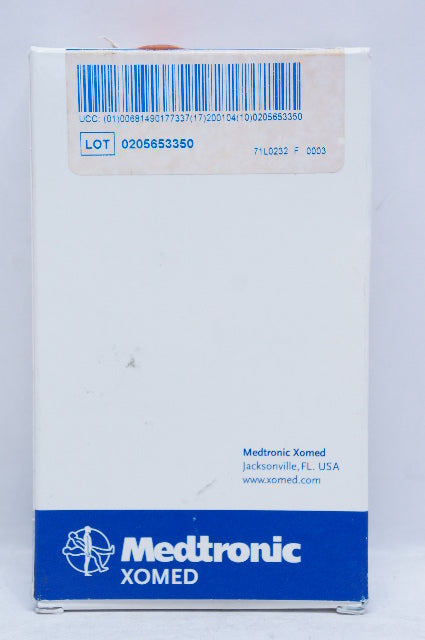 UCC: (01)00681490177337(17)200104(10)0205653350
LOT 0205653350
71L0232 F 0003
Medtronic Xomed
Jacksonville, FL. USA
www.xomed.com
Medtronic
XOMED